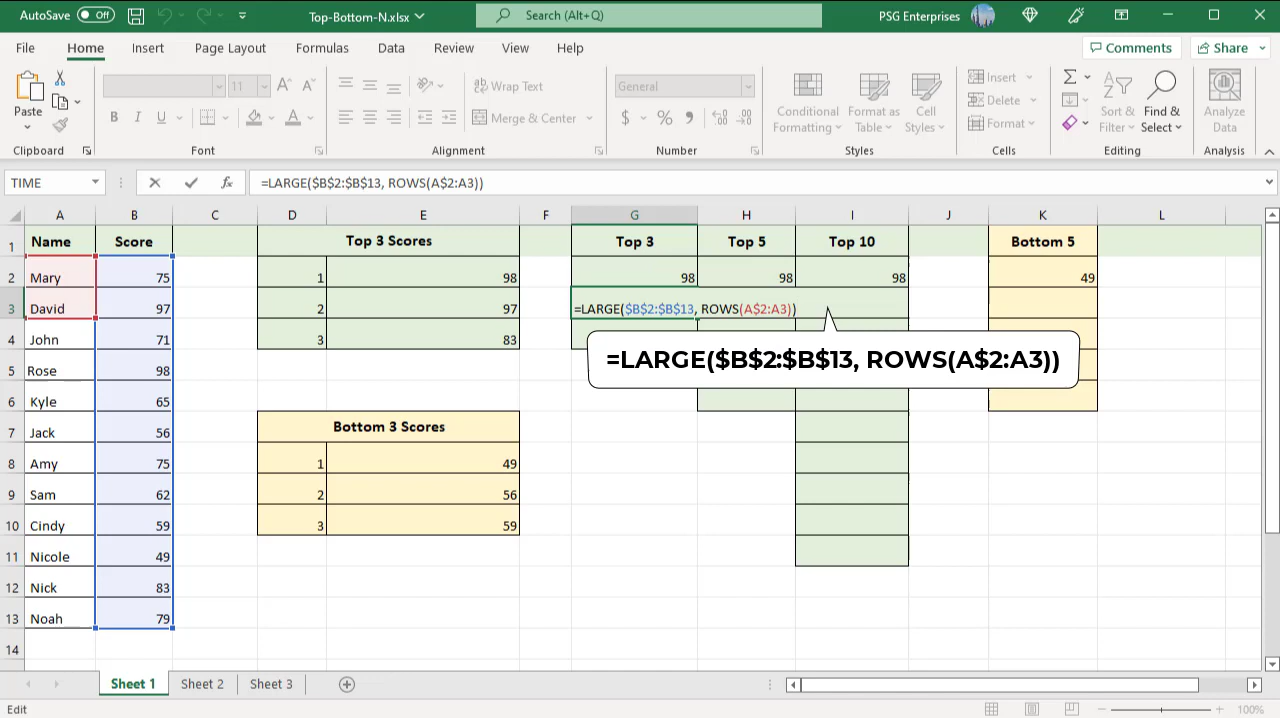 AutoSave Off Top-Bottom-N.xlsx Search (Alt+Q) PSG Enterprises
File Home Insert Page Layout Formulas Data Review View Help Comments Share
Paste 11 Wrap Text General Conditional Formatting Format as Table Cell Styles Insert Sort & Filter Find & Select Analyze Data
B I U Merge & Center $ % Delete
Format
Clipboard Font Alignment Number Styles Cells Editing Analysis
TIME fx =LARGE($B$2:$B$13, ROWS(A$2:A3))
A B C D E F G H I J K L
1 Name Score Top 3 Scores Top 3 Top 5 Top 10 Bottom 5
2 Mary 75 1 98 98 98 98 49
3 David 97 2 97 =LARGE($B$2:$B$13, ROWS(A$2:A3))
4 John 71 3 83
=LARGE($B$2:$B$13, ROWS(A$2:A3))
5 Rose 98
6 Kyle 65
7 Jack 56 Bottom 3 Scores
8 Amy 75 1 49
9 Sam 62 2 56
10 Cindy 59 3 59
11 Nicole 49
12 Nick 83
13 Noah 79
14
Sheet 1 Sheet 2 Sheet 3
Edit 100%